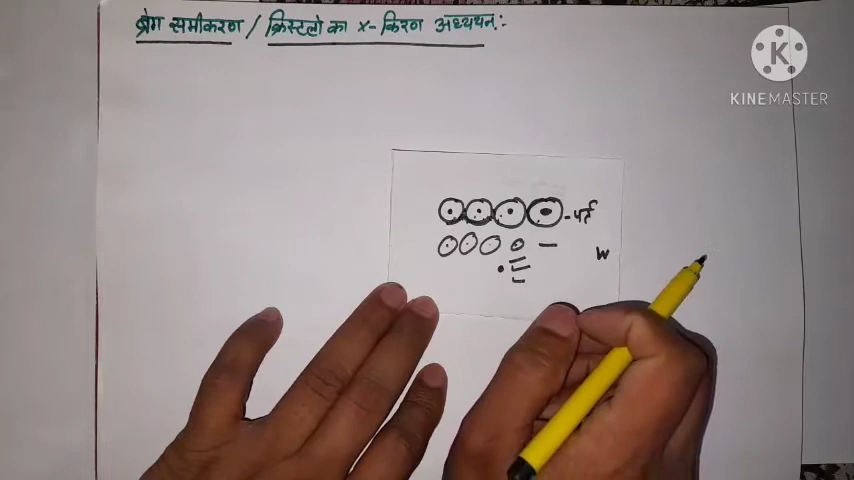 ब्रेग समीकरण / क्रिस्टलो का x - किरण अध्ययन :-
K
KINEMASTER
- पर्त
W